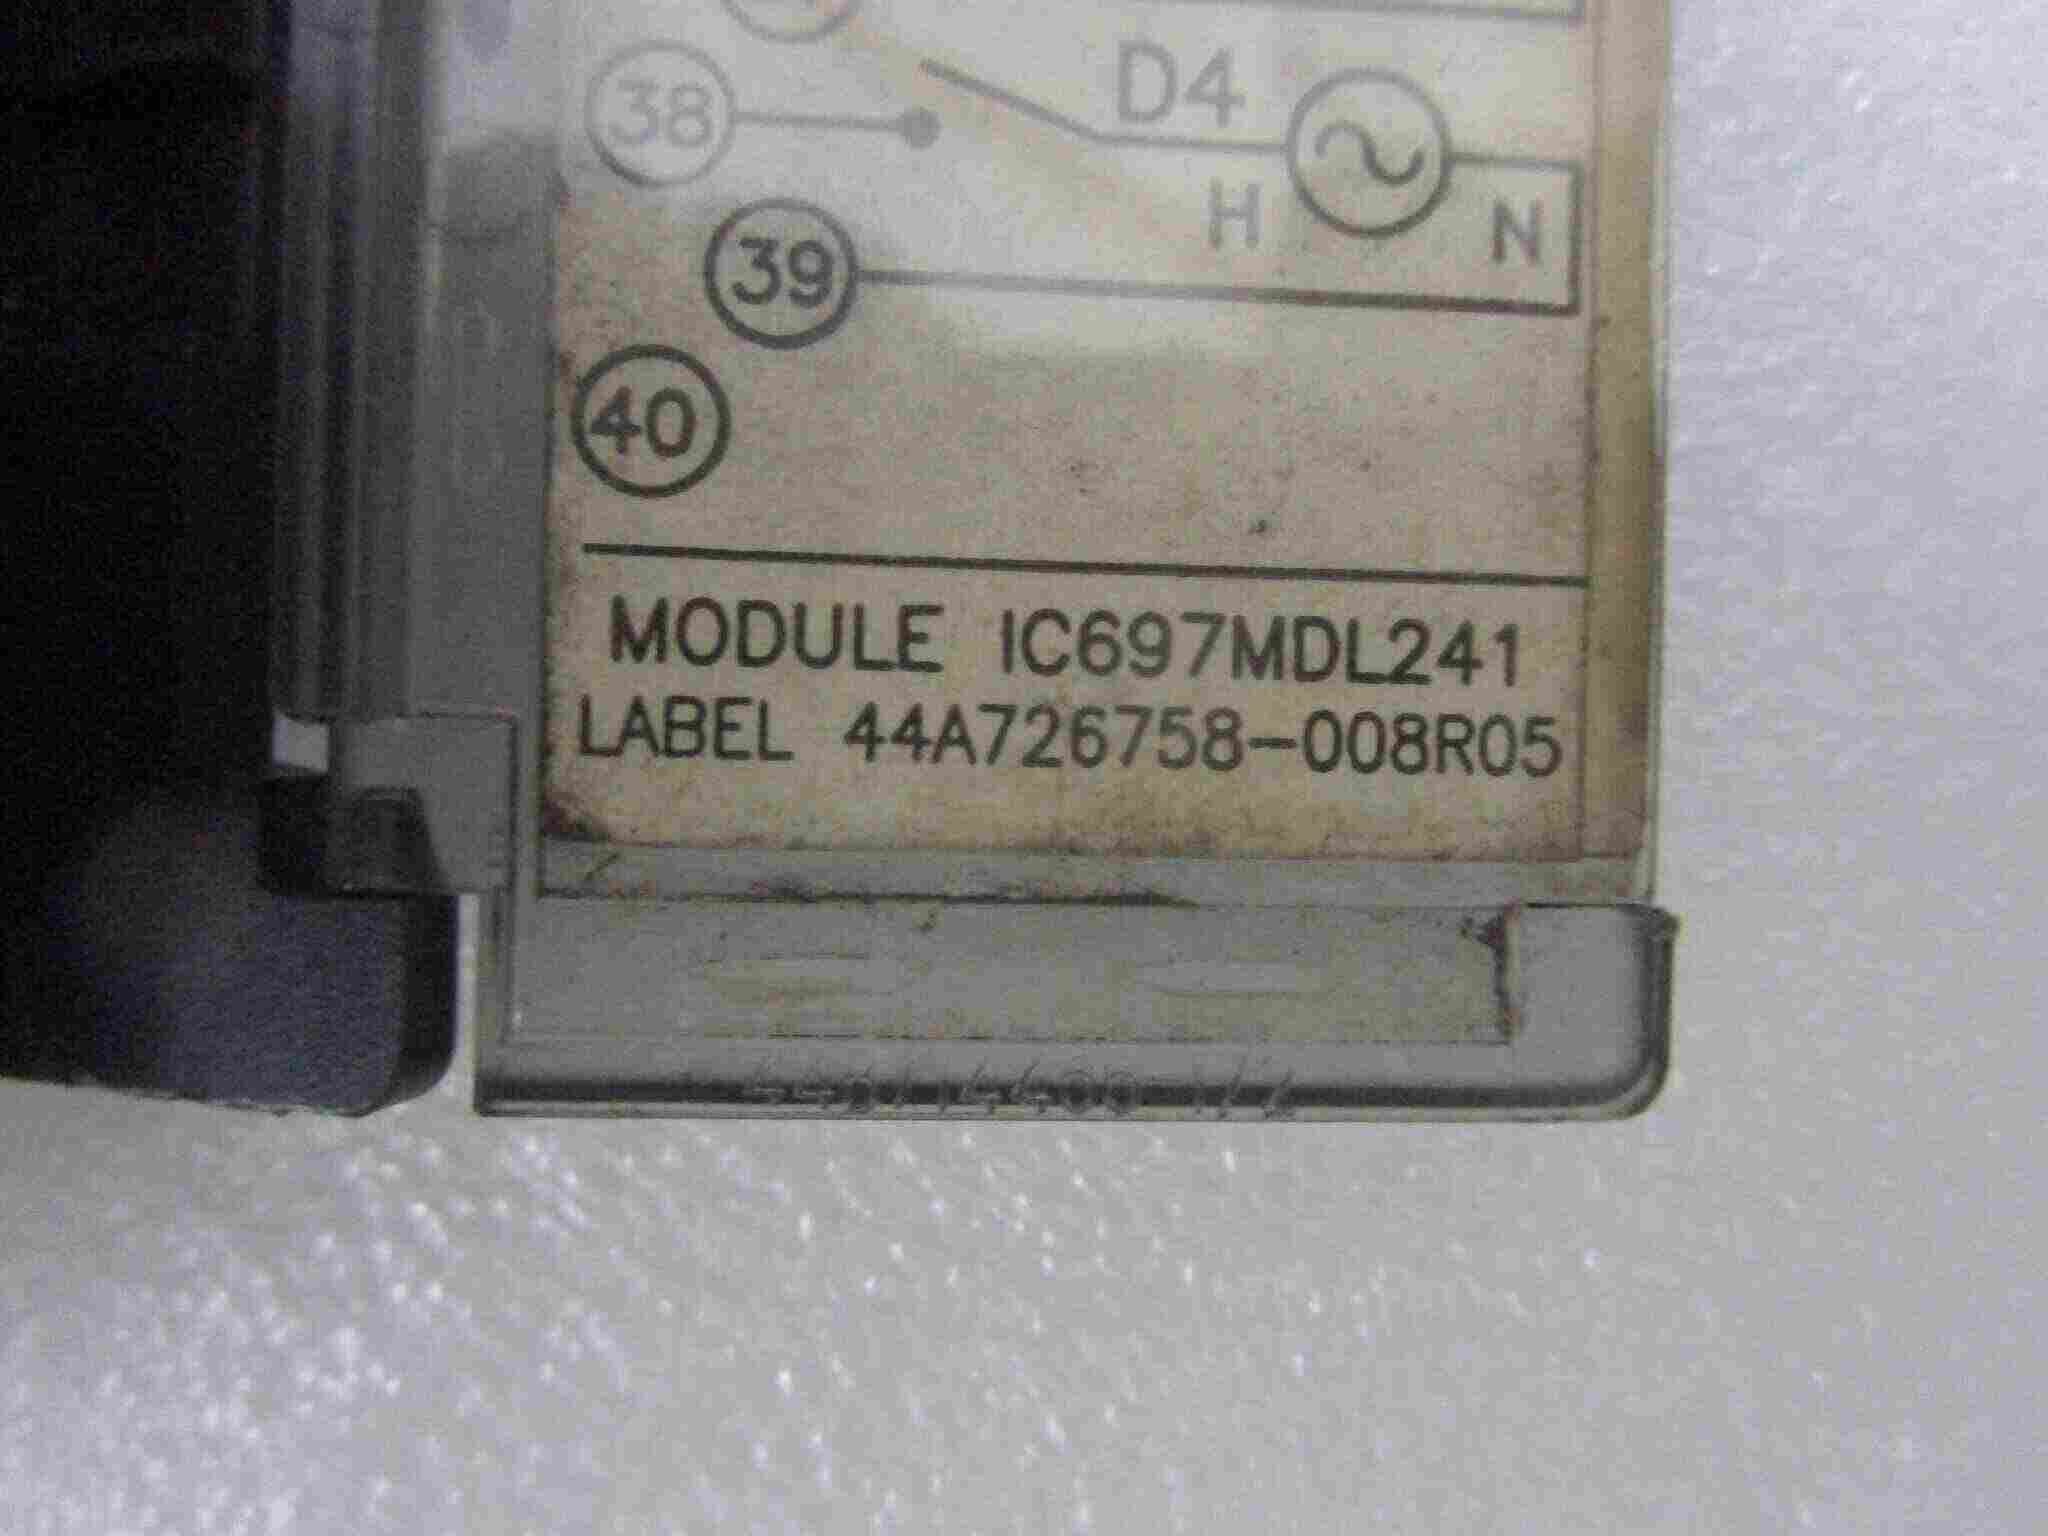 38
D4
H
N
39
40
MODULE IC697MDL241
LABEL 44A726758-008R05